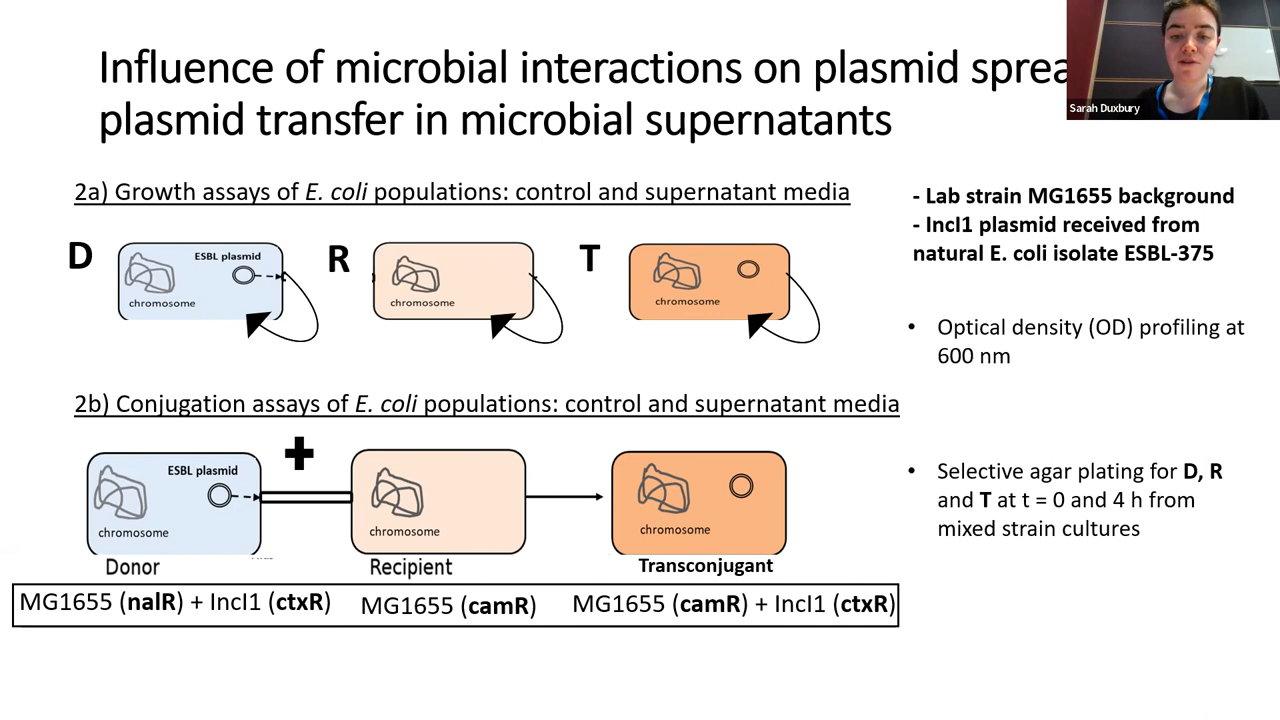 Influence of microbial interactions on plasmid sprea
plasmid transfer in microbial supernatants
Sarah Duxbury
2a) Growth assays of E. coli populations: control and supernatant media
D
ESBL plasmid
chromosome
R
chromosome
T
chromosome
- Lab strain MG1655 background
- IncI1 plasmid received from
natural E. coli isolate ESBL-375
• Optical density (OD) profiling at
600 nm
2b) Conjugation assays of E. coli populations: control and supernatant media
+
ESBL plasmid
chromosome
chromosome
chromosome
Donor
Recipient
Transconjugant
MG1655 (nalR) + IncI1 (ctxR)
MG1655 (camR)
MG1655 (camR) + IncI1 (ctxR)
• Selective agar plating for D, R
and T at t = 0 and 4 h from
mixed strain cultures